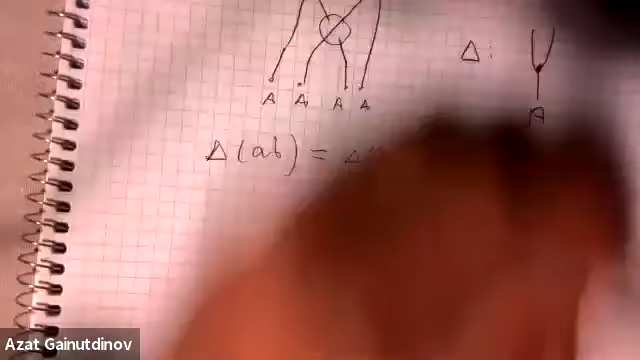 Δ:
A A A A
A
Δ(ab) = Δ
Azat Gainutdinov